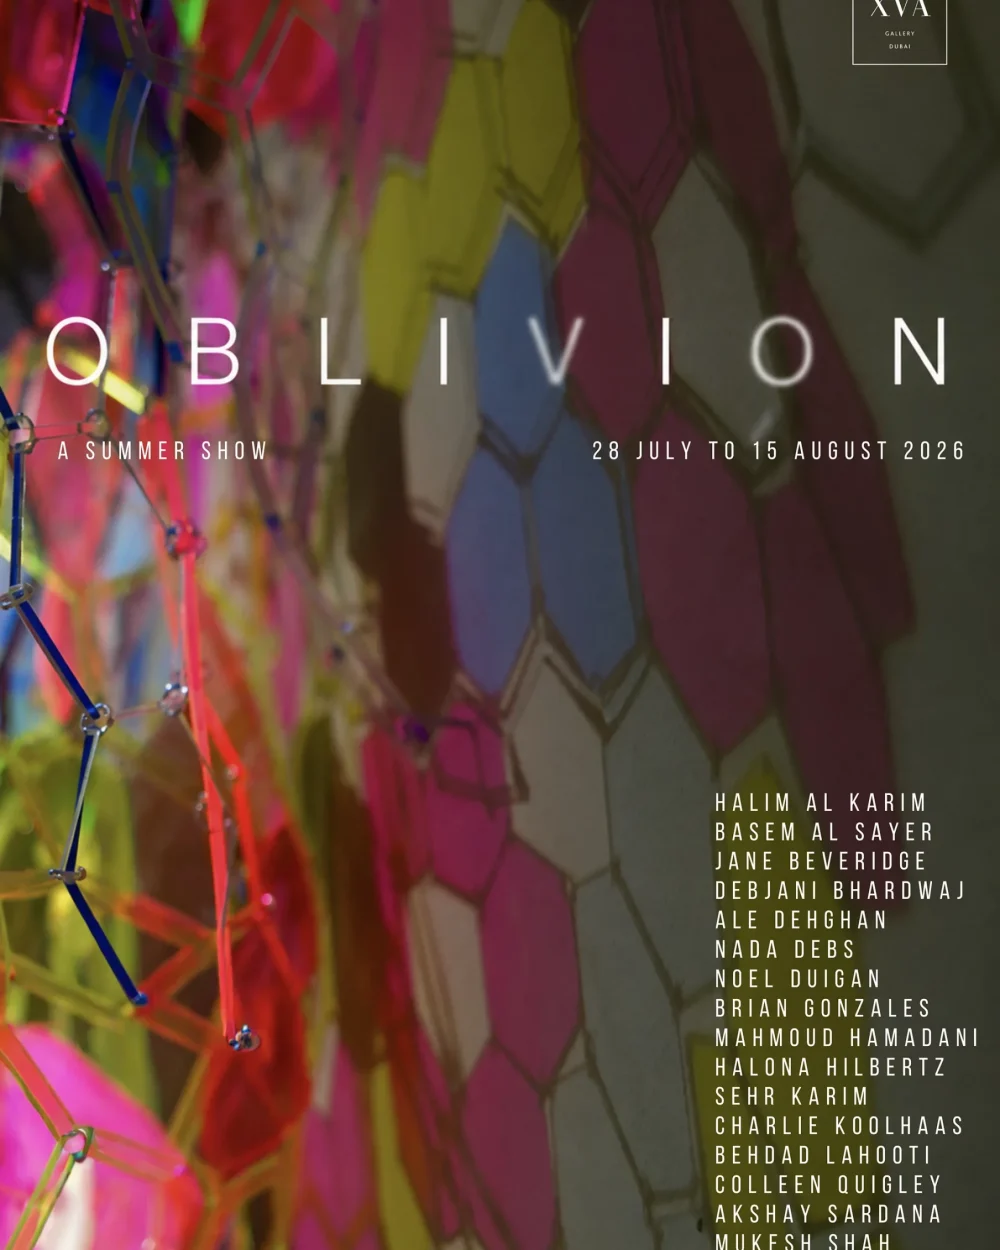 XVA
GALLERY
DUBAI
OBLIVION
A SUMMER SHOW
28 JULY TO 15 AUGUST 2026
HALIM AL KARIM
BASEM AL SAYER
JANE BEVERIDGE
DEBJANI BHARDWAJ
ALE DEHGHAN
NADA DEBS
NOEL DUIGAN
BRIAN GONZALES
MAHMOUD HAMADANI
HALONA HILBERTZ
SEHR KARIM
CHARLIE KOOLHAAS
BEHDAD LAHOOTI
COLLEEN QUIGLEY
AKSHAY SARDANA
MUKESH SHAH